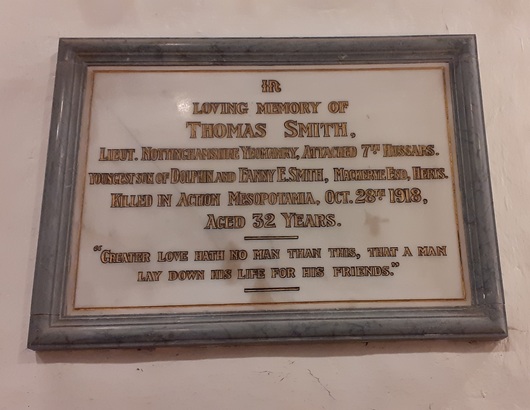 IN
LOVING MEMORY OF
THOMAS SMITH,
LIEUT. NOTTINGHAMSHIRE YEOMANRY, ATTACHED 7TH HUSSARS.
YOUNGEST SON OF DOLPHIN AND FANNY E. SMITH, MACKERYE END, HERTS.
KILLED IN ACTION MESOPOTAMIA, OCT. 28TH 1918,
AGED 32 YEARS.
"GREATER LOVE HATH NO MAN THAN THIS, THAT A MAN
LAY DOWN HIS LIFE FOR HIS FRIENDS."